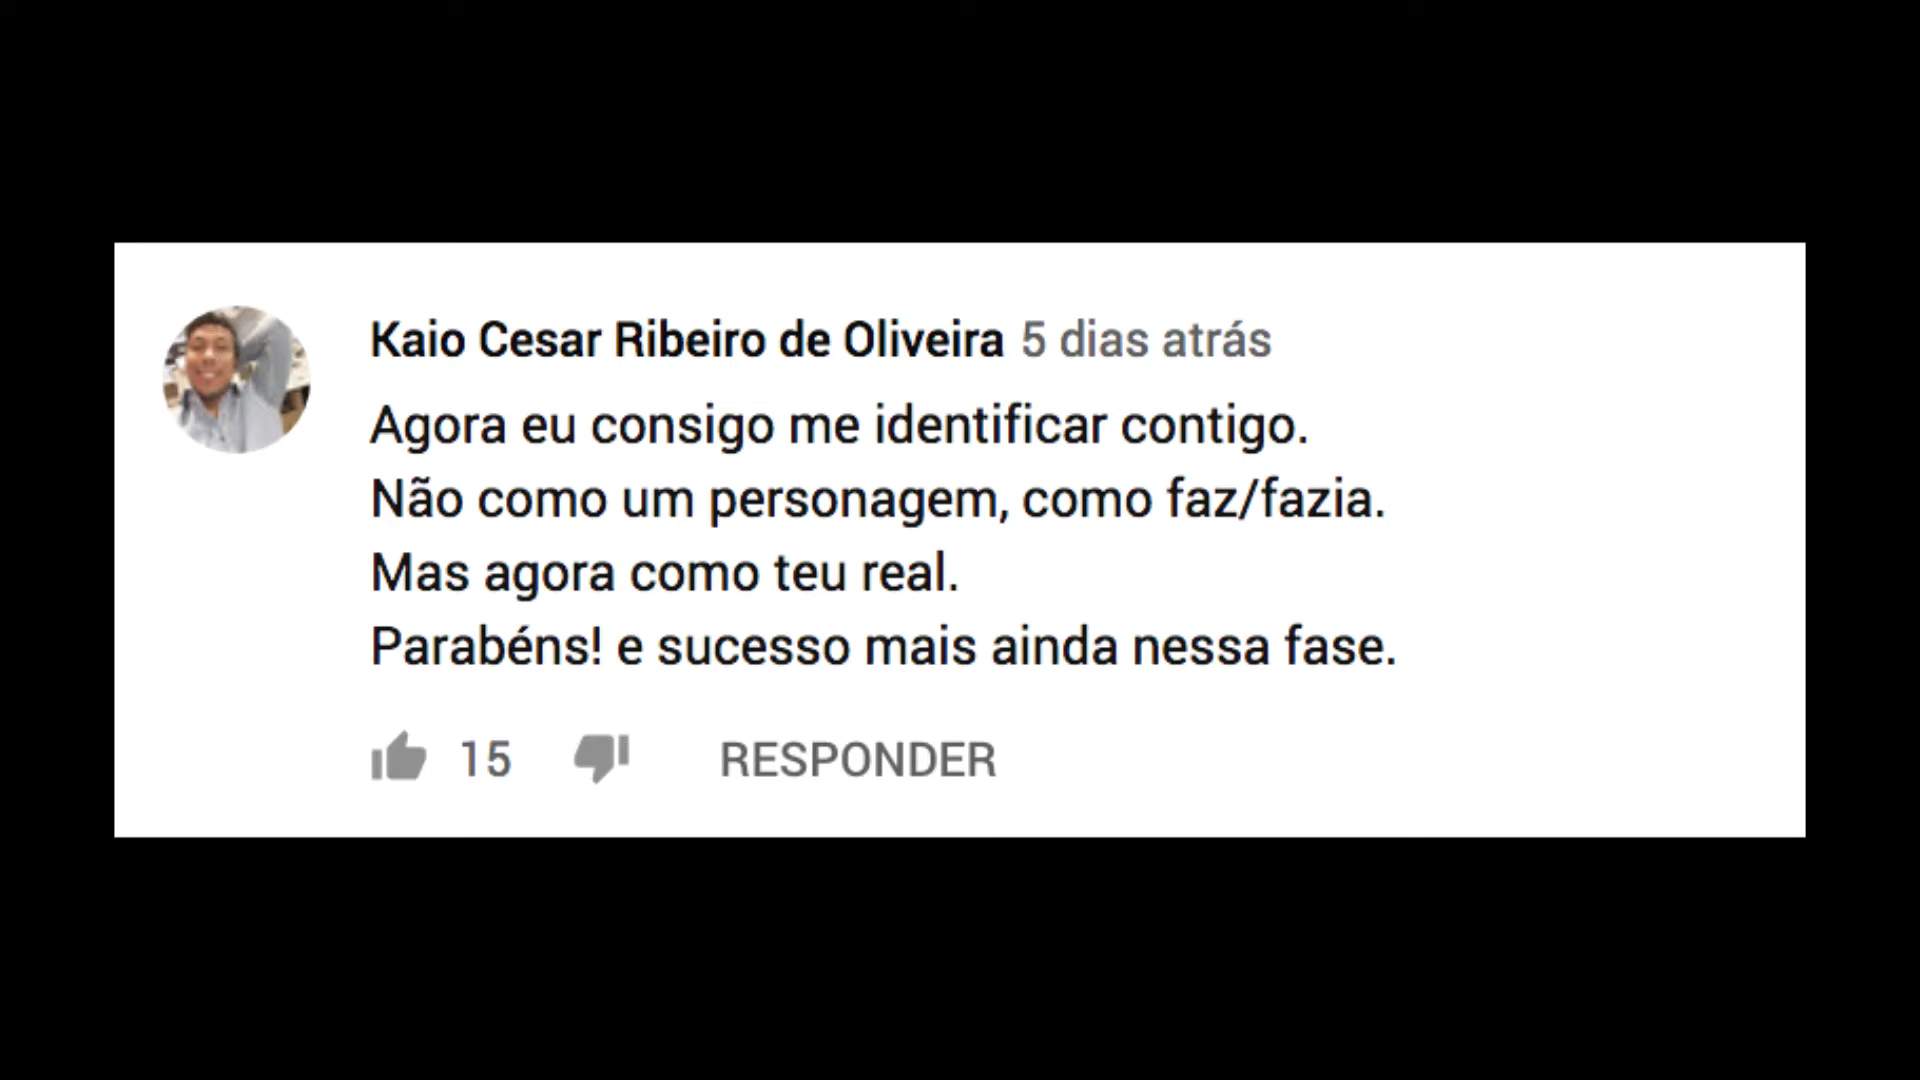 Kaio Cesar Ribeiro de Oliveira 5 dias atrás
Agora eu consigo me identificar contigo.
Não como um personagem, como faz/fazia.
Mas agora como teu real.
Parabéns! e sucesso mais ainda nessa fase.
15 RESPONDER